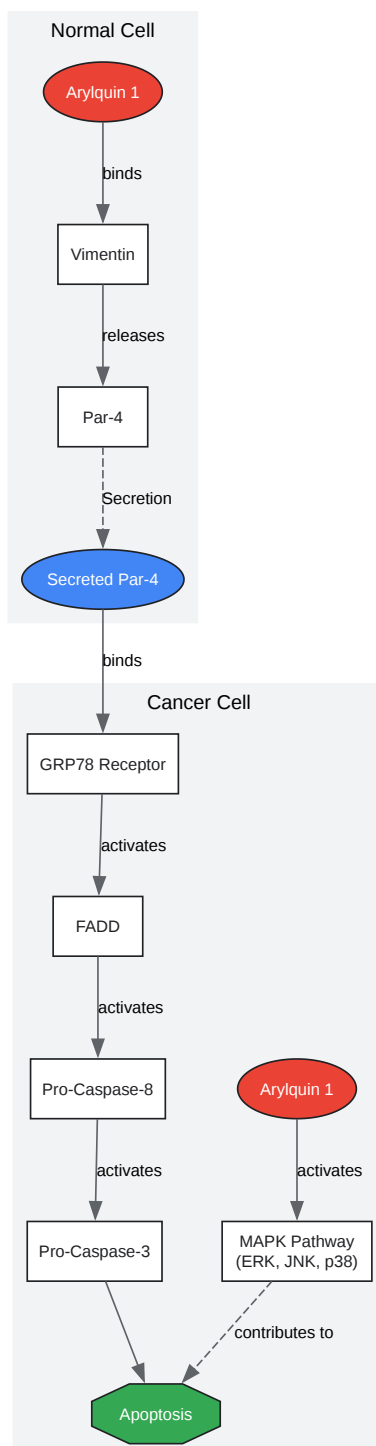 Normal Cell
Arylquin 1
binds
Vimentin
releases
Par-4
Secretion
Secreted Par-4
binds
Cancer Cell
GRP78 Receptor
activates
FADD
activates
Pro-Caspase-8
Arylquin 1
activates
activates
Pro-Caspase-3
MAPK Pathway
(ERK, JNK, p38)
contributes to
Apoptosis